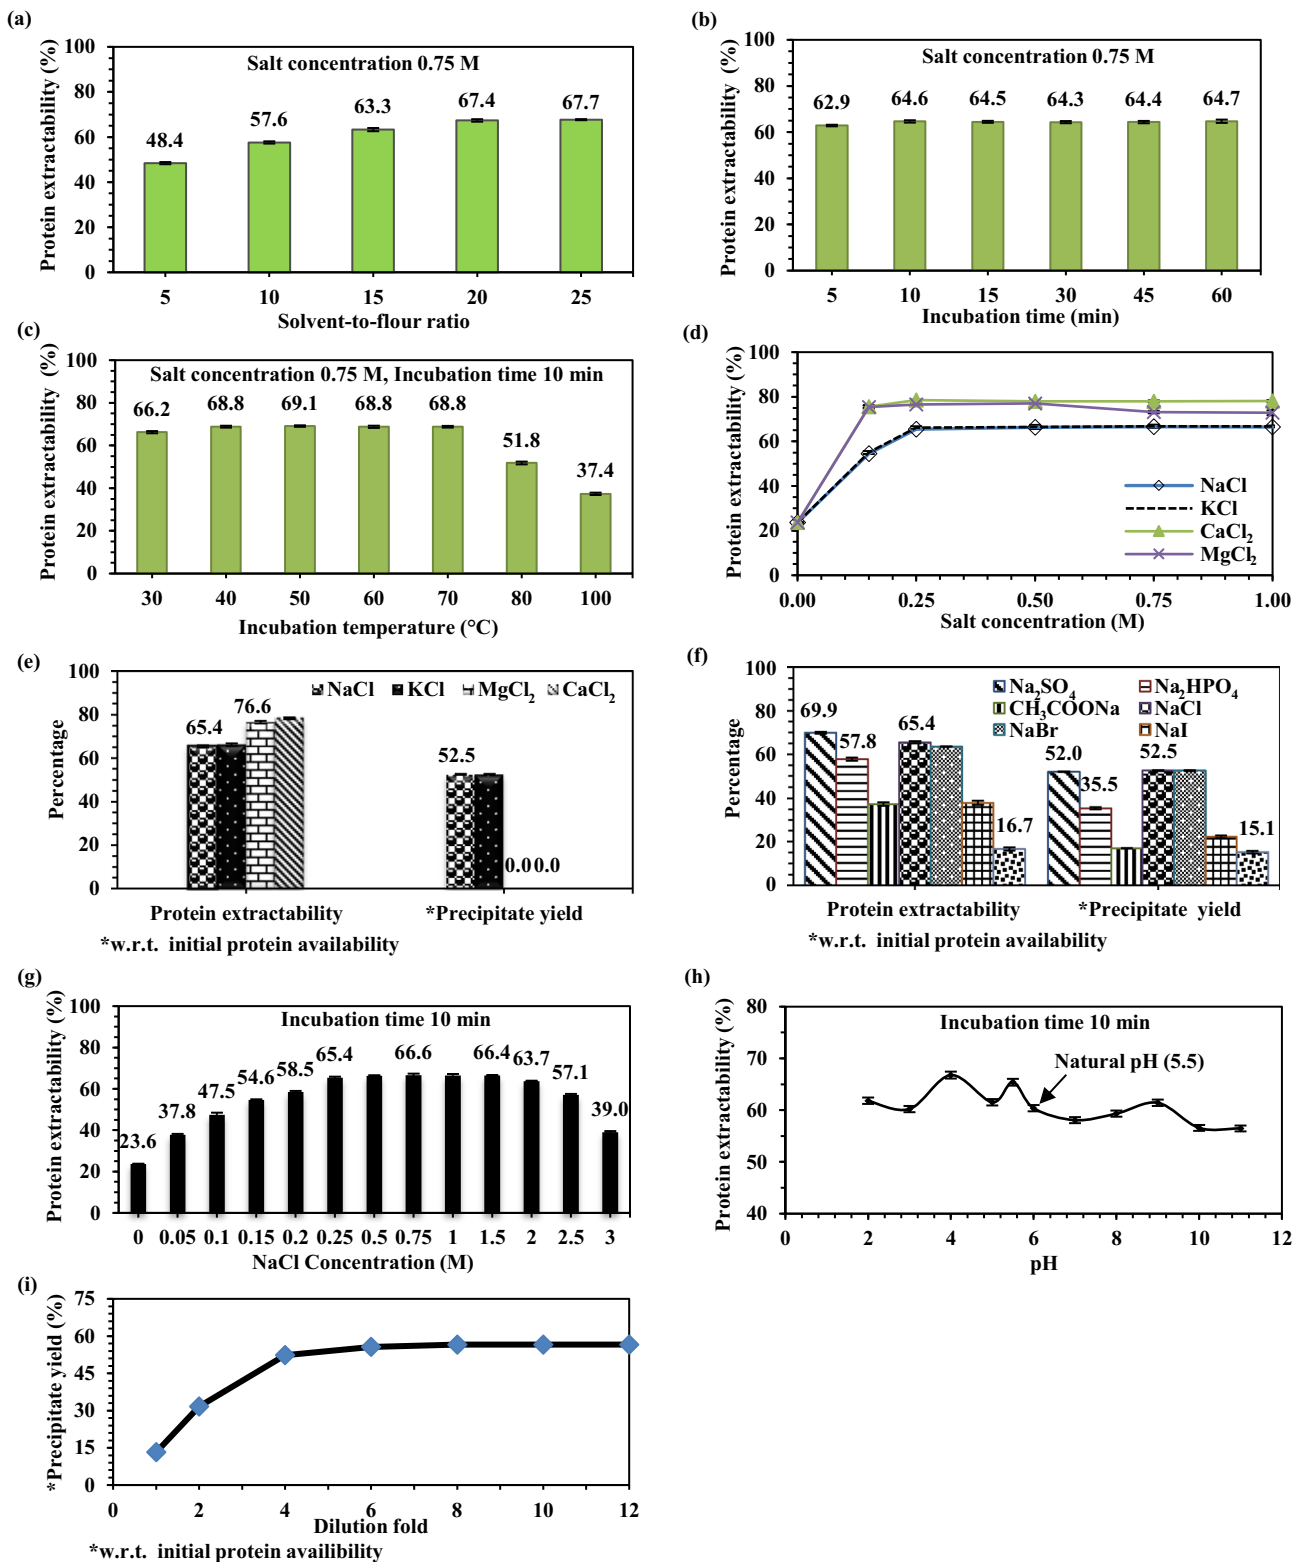 (a)
Protein extractability (%)
100
80
60
40
20
0
Salt concentration 0.75 M
48.4
57.6
63.3
67.4
67.7
5 10 15 20 25
Solvent-to-flour ratio
(b)
Protein extractability (%)
100
80
60
40
20
0
Salt concentration 0.75 M
62.9 64.6 64.5 64.3 64.4 64.7
5 10 15 30 45 60
Incubation time (min)
(c)
Protein extractability (%)
100
80
60
40
20
0
Salt concentration 0.75 M, Incubation time 10 min
66.2 68.8 69.1 68.8 68.8 51.8 37.4
30 40 50 60 70 80 100
Incubation temperature (°C)
(d)
Protein extractability (%)
100
80
60
40
20
0
NaCl
KCl
CaCl₂
MgCl₂
0.00 0.25 0.50 0.75 1.00
Salt concentration (M)
(e)
Percentage
100
80
60
40
20
0
NaCl KCl MgCl₂ CaCl₂
65.4
76.6
52.5
0.0 0.0
Protein extractability *Precipitate yield
*w.r.t. initial protein availability
(f)
Percentage
100
80
60
40
20
0
Na₂SO₄ Na₂HPO₄
CH₃COONa NaCl
NaBr NaI
69.9
57.8
65.4
16.7
52.0
35.5
52.5
15.1
Protein extractability *Precipitate yield
*w.r.t. initial protein availability
(g)
Protein extractability (%)
100
80
60
40
20
0
Incubation time 10 min
23.6 37.8 47.5 54.6 58.5 65.4 66.6 66.4 63.7 57.1 39.0
0 0.05 0.1 0.15 0.2 0.25 0.5 0.75 1 1.5 2 2.5 3
NaCl Concentration (M)
(h)
Protein extractability (%)
80
70
60
50
40
Incubation time 10 min
Natural pH (5.5)
0 2 4 6 8 10 12
pH
(i)
*Precipitate yield (%)
75
60
45
30
15
0
0 2 4 6 8 10 12
Dilution fold
*w.r.t. initial protein availibility